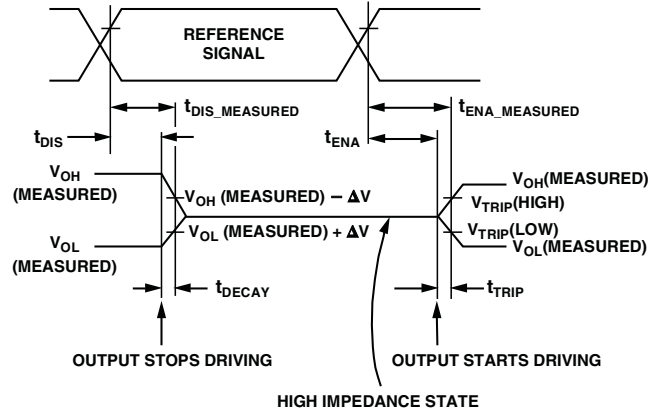 REFERENCE
SIGNAL
tDIS_MEASURED
tENA_MEASURED
tDIS
tENA
VOH
(MEASURED)
VOH (MEASURED) – ΔV
VOH(MEASURED)
VTRIP(HIGH)
VOL
(MEASURED)
VOL (MEASURED) + ΔV
VTRIP(LOW)
VOL(MEASURED)
tDECAY
tTRIP
OUTPUT STOPS DRIVING
OUTPUT STARTS DRIVING
HIGH IMPEDANCE STATE